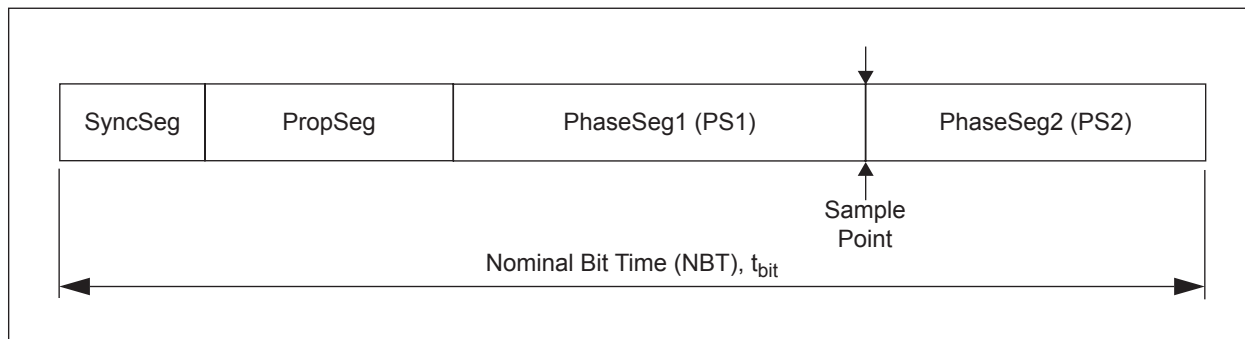 SyncSeg
PropSeg
PhaseSeg1 (PS1)
PhaseSeg2 (PS2)
Sample
Point
Nominal Bit Time (NBT), tbit